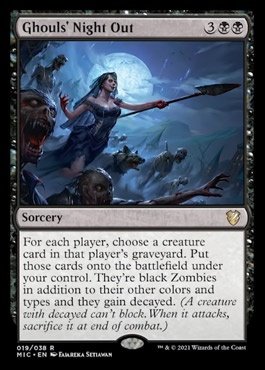 Ghouls' Night Out 3
Sorcery
For each player, choose a creature
card in that player's graveyard. Put
those cards onto the battlefield under
your control. They're black Zombies
in addition to their other colors and
types and they gain decayed. (A creature
with decayed can't block. When it attacks,
sacrifice it at end of combat.)
019/038 R
MIC • EN Fajareka Setiawan
™ & © 2021 Wizards of the Coast